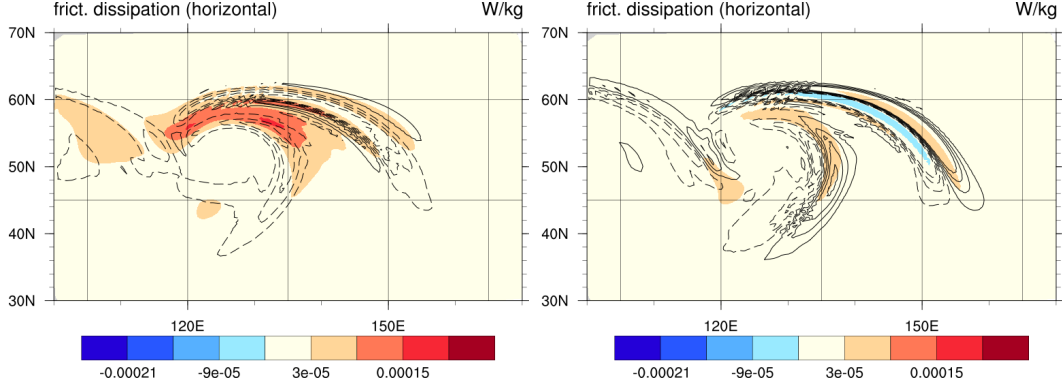 frict. dissipation (horizontal) W/kg
70N
60N
50N
40N
30N
120E 150E
-0.00021 -9e-05 3e-05 0.00015
frict. dissipation (horizontal) W/kg
70N
60N
50N
40N
30N
120E 150E
-0.00021 -9e-05 3e-05 0.00015